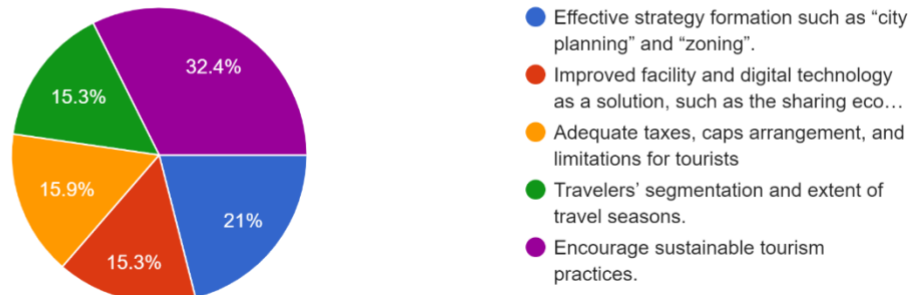 32.4%
15.3%
15.9%
15.3%
21%
Effective strategy formation such as “city
planning” and “zoning”.
Improved facility and digital technology
as a solution, such as the sharing eco…
Adequate taxes, caps arrangement, and
limitations for tourists
Travelers’ segmentation and extent of
travel seasons.
Encourage sustainable tourism
practices.